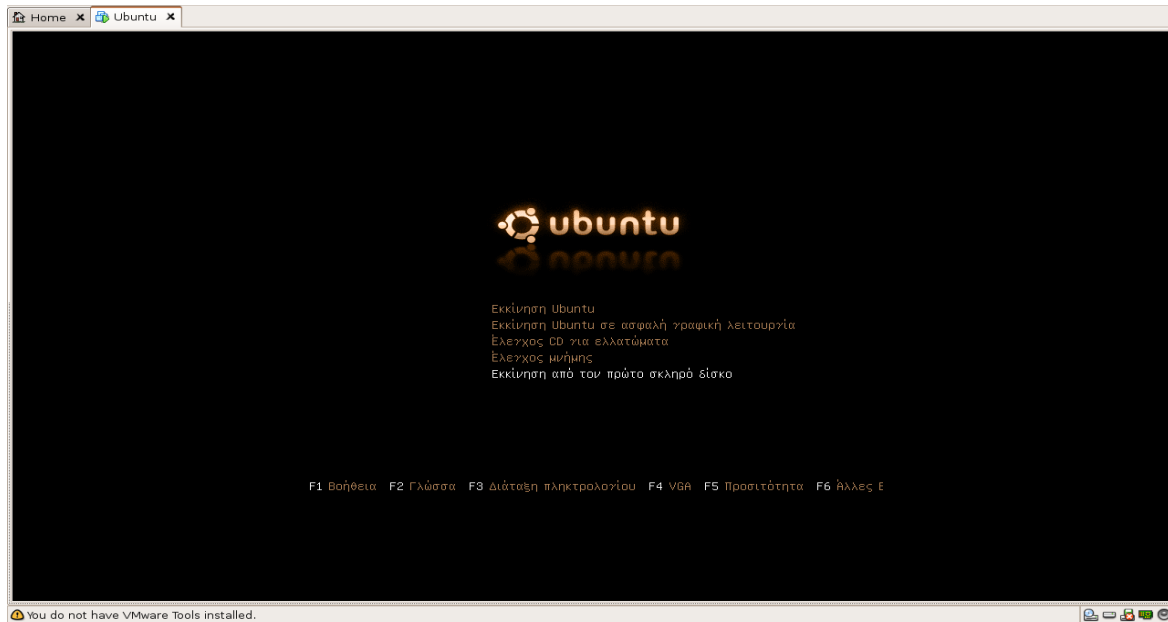 Home
Ubuntu
ubuntu
Εκκίνηση Ubuntu
Εκκίνηση Ubuntu σε ασφαλή γραφική λειτουργία
Έλεγχος CD για ελλατώματα
Έλεγχος μνήμης
Εκκίνηση από τον πρώτο σκληρό δίσκο
F1 Βοήθεια F2 Γλώσσα F3 Διάταξη πληκτρολογίου F4 VGA F5 Προσιτότητα F6 Άλλες Ε
You do not have VMware Tools installed.